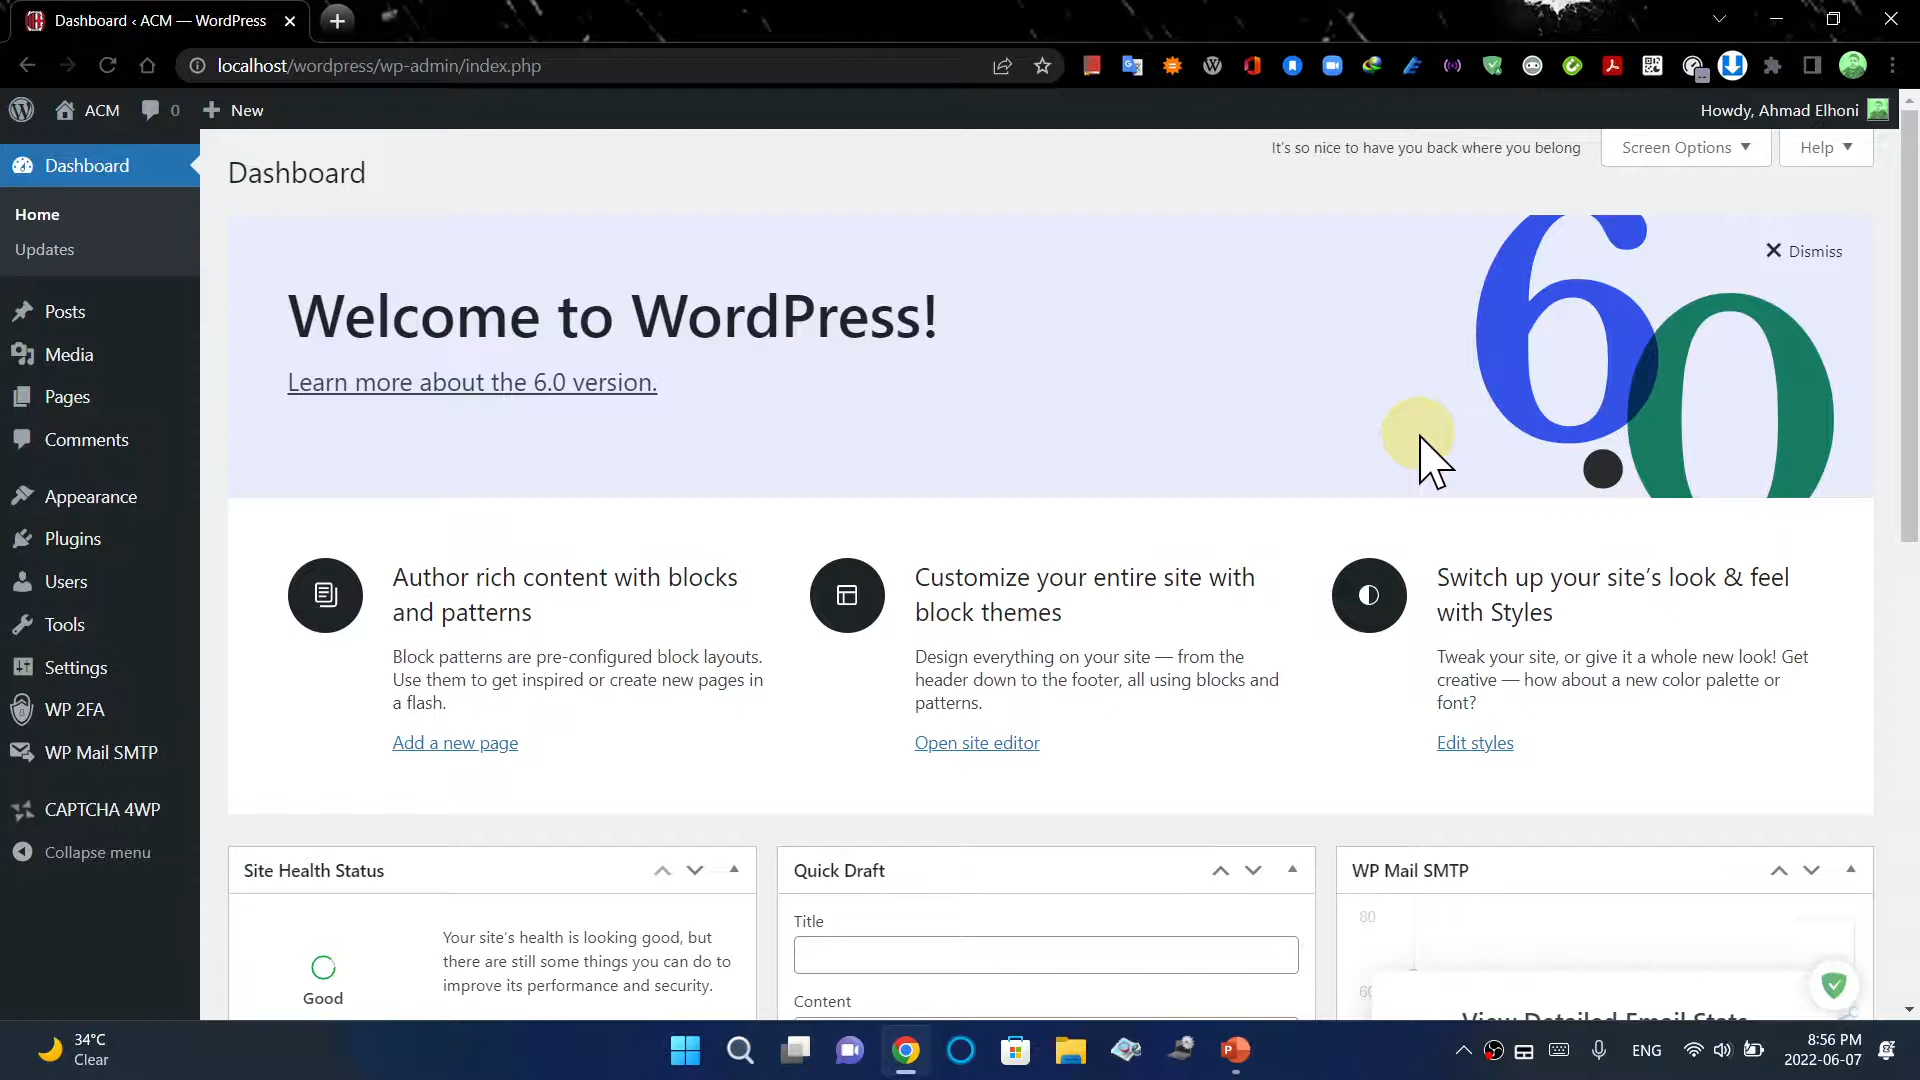 Dashboard ‹ ACM — WordPress
localhost/wordpress/wp-admin/index.php
ACM 0 New
Howdy, Ahmad Elhoni
Dashboard
Home
Updates
Posts
Media
Pages
Comments
Appearance
Plugins
Users
Tools
Settings
WP 2FA
WP Mail SMTP
CAPTCHA 4WP
Collapse menu
It's so nice to have you back where you belong
Screen Options
Help
Dashboard
Dismiss
Welcome to WordPress!
Learn more about the 6.0 version.
60
Author rich content with blocks
and patterns
Block patterns are pre-configured block layouts.
Use them to get inspired or create new pages in
a flash.
Add a new page
Customize your entire site with
block themes
Design everything on your site — from the
header down to the footer, all using blocks and
patterns.
Open site editor
Switch up your site’s look & feel
with Styles
Tweak your site, or give it a whole new look! Get
creative — how about a new color palette or
font?
Edit styles
Site Health Status
Good
Your site’s health is looking good, but
there are still some things you can do to
improve its performance and security.
Quick Draft
Title
Content
WP Mail SMTP
80
60
View Detailed Email Stats
34°C
Clear
ENG
8:56 PM
2022-06-07